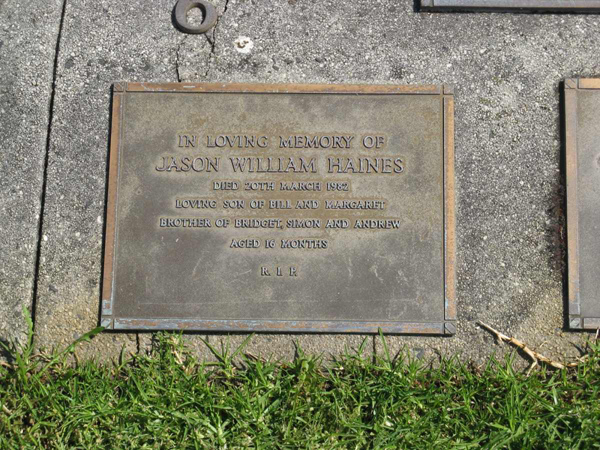 IN LOVING MEMORY OF
JASON WILLIAM HAINES
DIED 20TH MARCH 1982
LOVING SON OF BILL AND MARGARET
BROTHER OF BRIDGET, SIMON AND ANDREW
AGED 16 MONTHS
R. I. P.